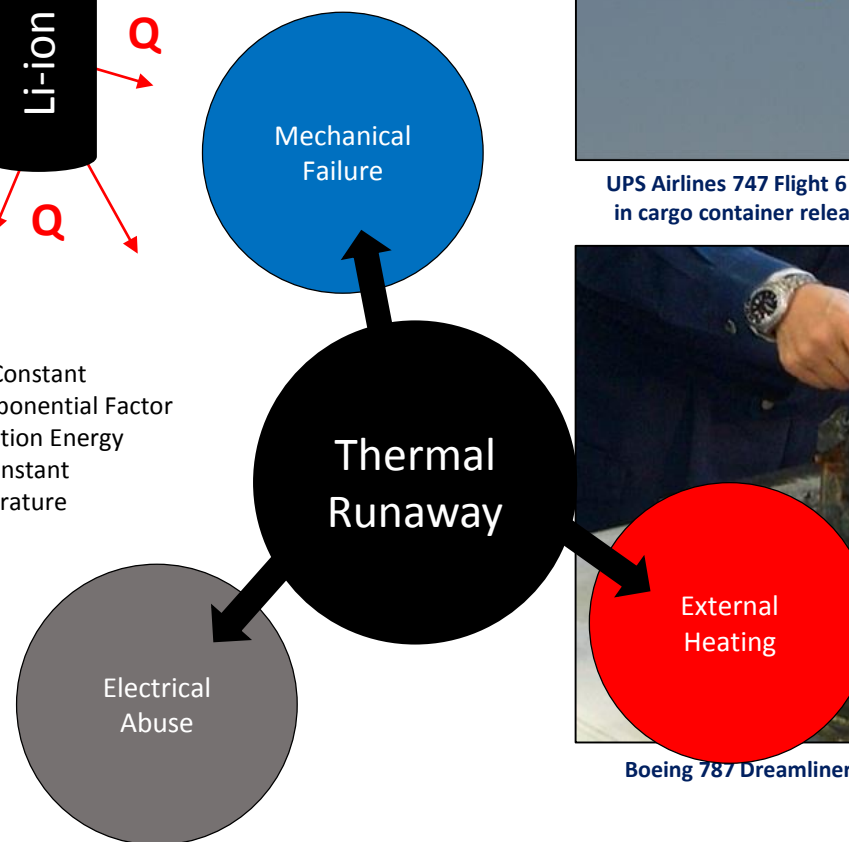 Li-ion
Q
Q
Mechanical
Failure
UPS Airlines 747 Flight 6
in cargo container relea
Constant
ponential Factor
tion Energy
nstant
rature
Thermal
Runaway
External
Heating
Electrical
Abuse
Boeing 787 Dreamliner